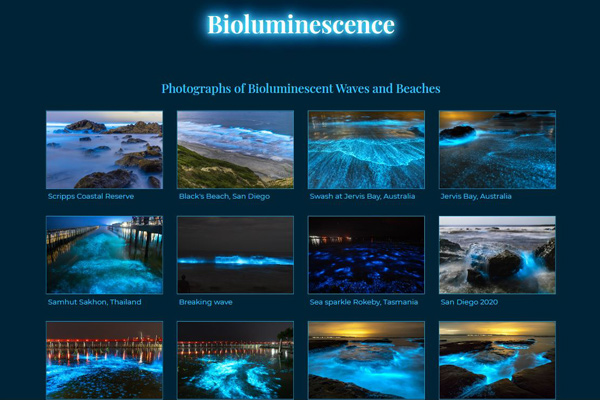 Bioluminescence
Photographs of Bioluminescent Waves and Beaches
Scripps Coastal Reserve
Black's Beach, San Diego
Swash at Jervis Bay, Australia
Jervis Bay, Australia
Samhut Sakhon, Thailand
Breaking wave
Sea sparkle Rokeby, Tasmania
San Diego 2020